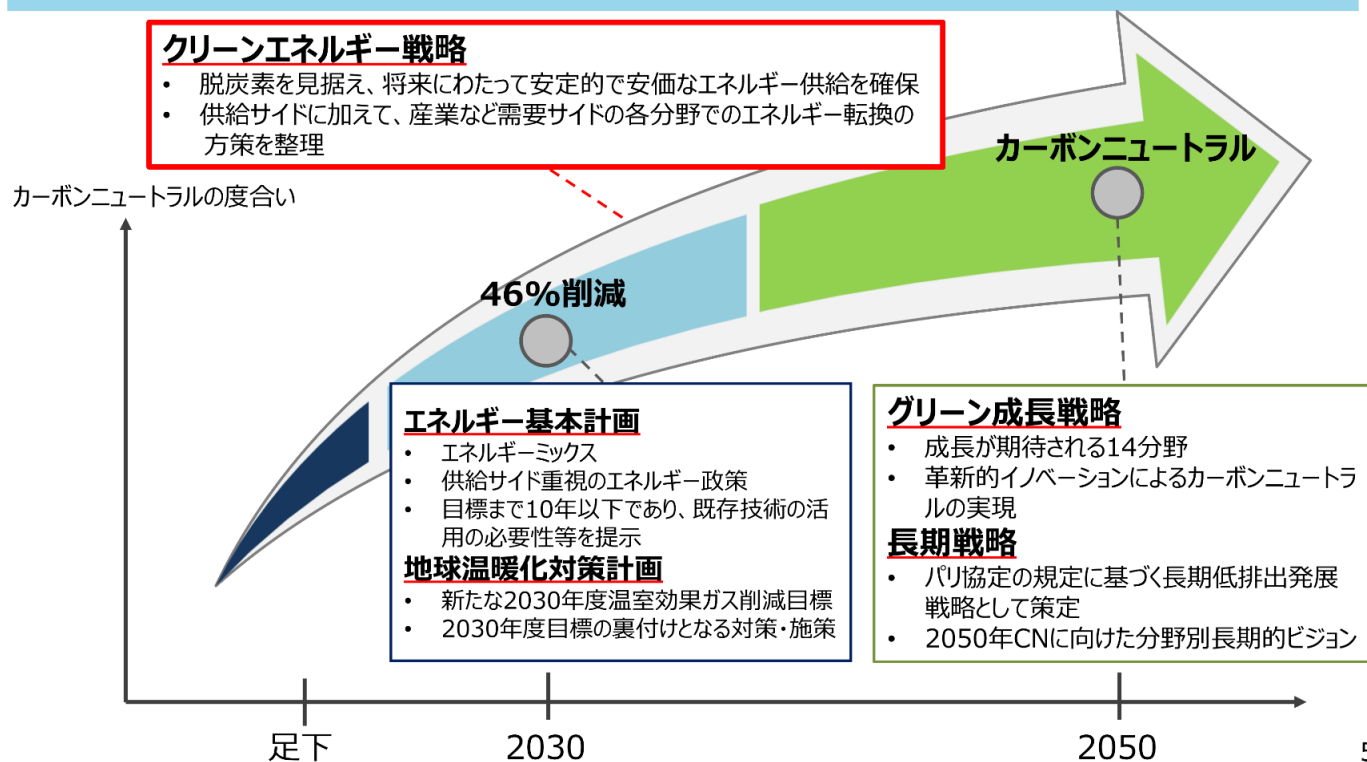 クリーンエネルギー戦略
• 脱炭素を見据え、将来にわたって安定的で安価なエネルギー供給を確保
• 供給サイドに加えて、産業など需要サイドの各分野でのエネルギー転換の
方策を整理
カーボンニュートラル
カーボンニュートラルの度合い
46%削減
エネルギー基本計画
• エネルギーミックス
• 供給サイド重視のエネルギー政策
• 目標まで10年以下であり、既存技術の活
用の必要性等を提示
地球温暖化対策計画
• 新たな2030年度温室効果ガス削減目標
• 2030年度目標の裏付けとなる対策・施策
グリーン成長戦略
• 成長が期待される14分野
• 革新的イノベーションによるカーボンニュートラ
ルの実現
長期戦略
• パリ協定の規定に基づく長期低排出発展
戦略として策定
• 2050年CNに向けた分野別長期的ビジョン
足下
2030
2050